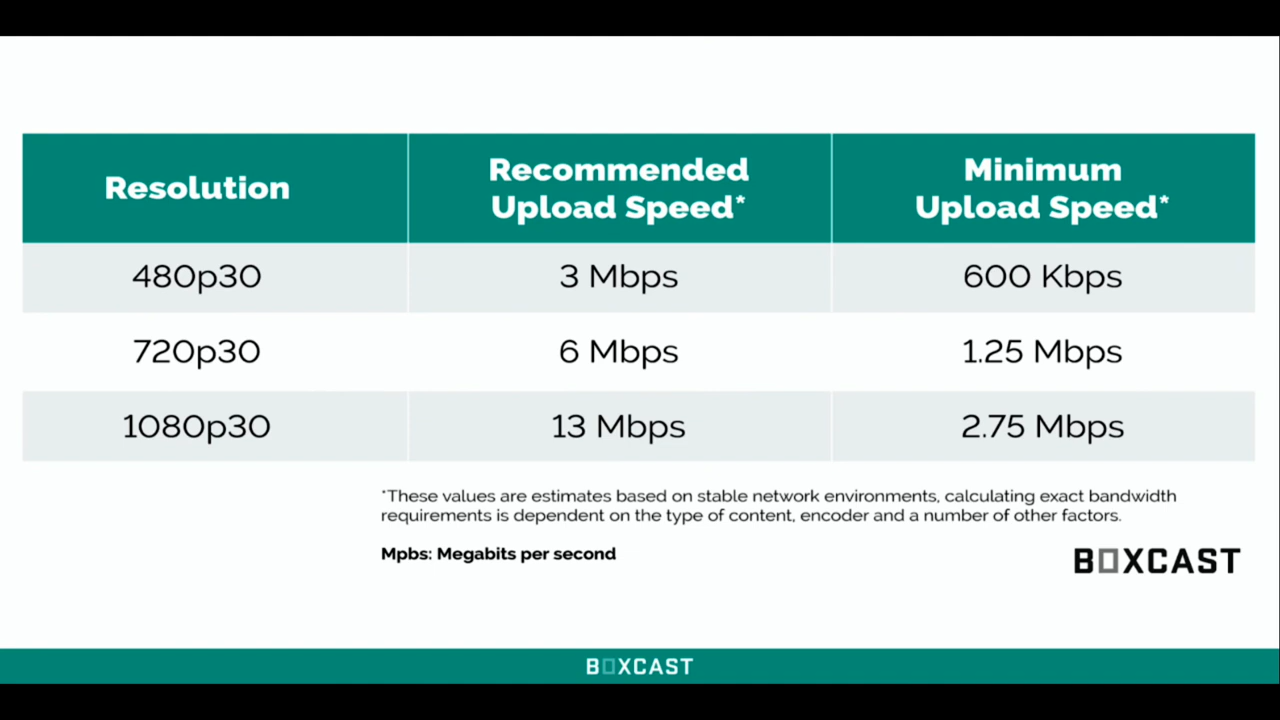 Resolution
Recommended
Upload Speed*
Minimum
Upload Speed*
480p30 3 Mbps 600 Kbps
720p30 6 Mbps 1.25 Mbps
1080p30 13 Mbps 2.75 Mbps
*These values are estimates based on stable network environments, calculating exact bandwidth
requirements is dependent on the type of content, encoder and a number of other factors.
Mpbs: Megabits per second
BOXCAST
BOXCAST